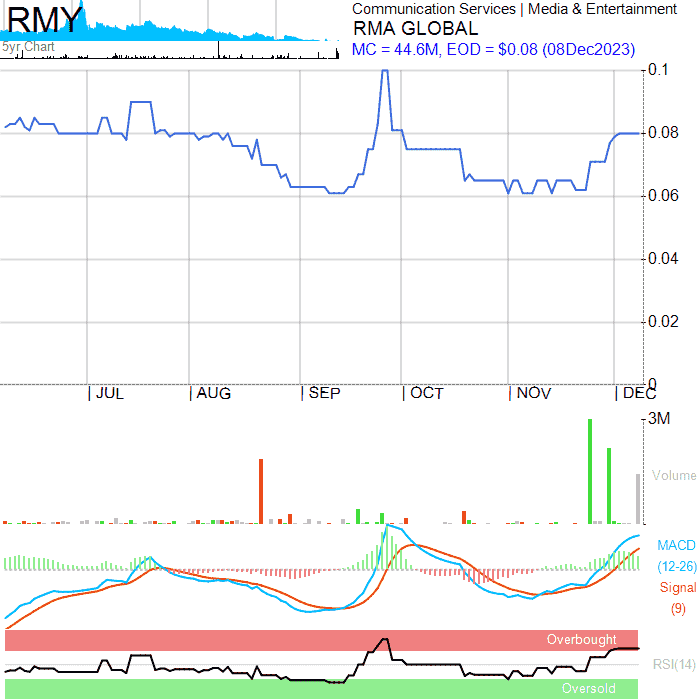 RMY
5yr Chart
Communication Services | Media & Entertainment
RMA GLOBAL
MC = 44.6M, EOD = $0.08 (08Dec2023)
0.1
0.08
0.06
0.04
0.02
0
JUL AUG SEP OCT NOV DEC
3M
Volume
MACD
(12-26)
Signal
(9)
Overbought
RSI(14)
Oversold